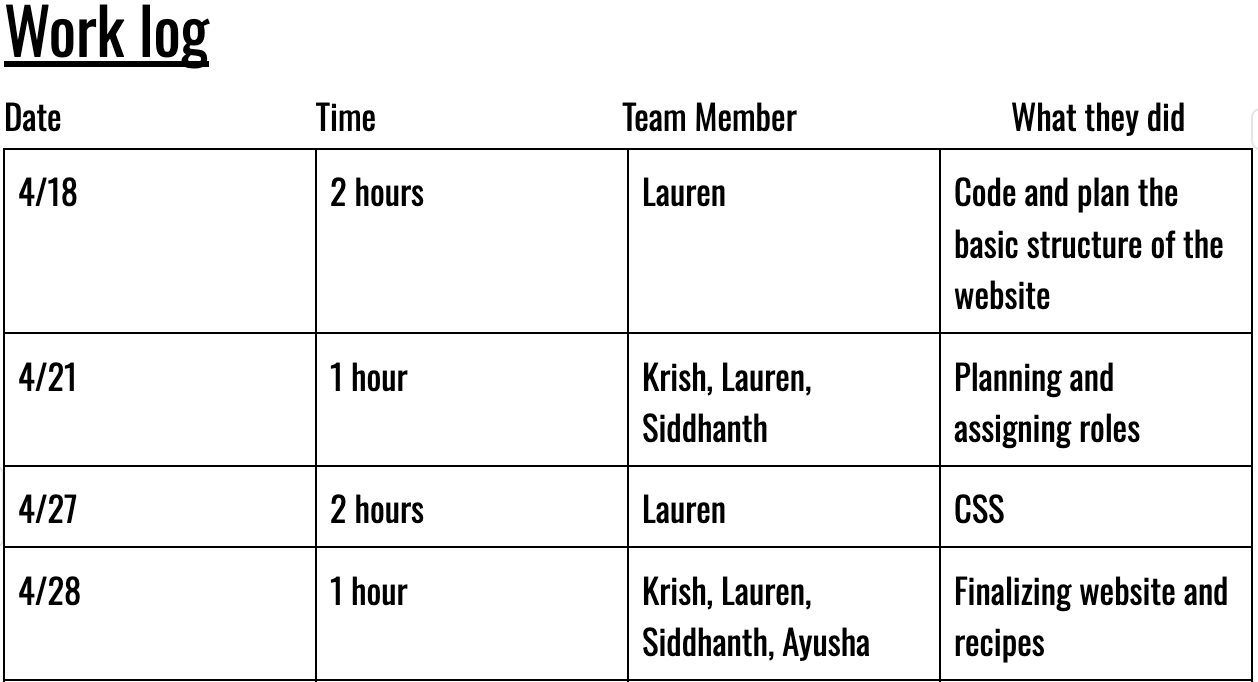 Work log
Date Time Team Member What they did
4/18 2 hours Lauren Code and plan the
basic structure of the
website
4/21 1 hour Krish, Lauren, Planning and
Siddhanth assigning roles
4/27 2 hours Lauren CSS
4/28 1 hour Krish, Lauren, Finalizing website and
Siddhanth, Ayusha recipes